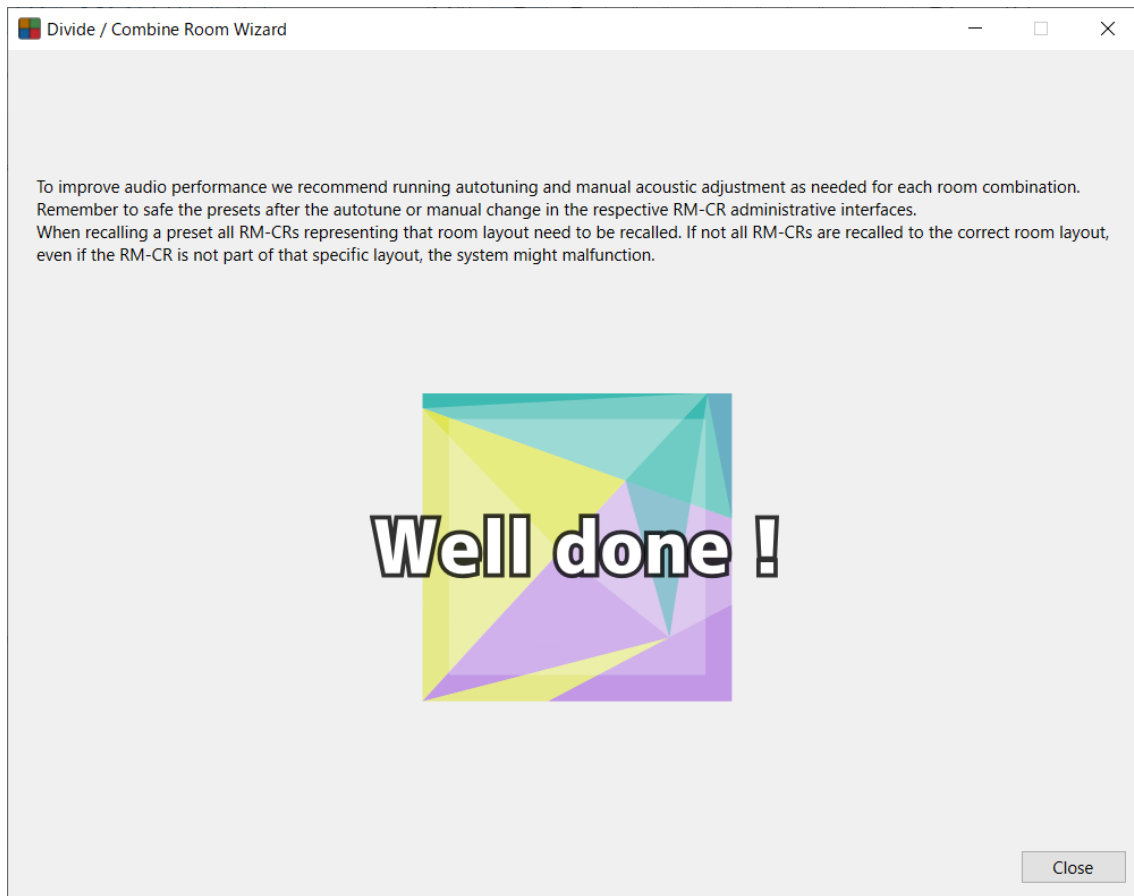 Divide / Combine Room Wizard
To improve audio performance we recommend running autotuning and manual acoustic adjustment as needed for each room combination.
Remember to safe the presets after the autotune or manual change in the respective RM-CR administrative interfaces.
When recalling a preset all RM-CRs representing that room layout need to be recalled. If not all RM-CRs are recalled to the correct room layout,
even if the RM-CR is not part of that specific layout, the system might malfunction.
Well done !
Close